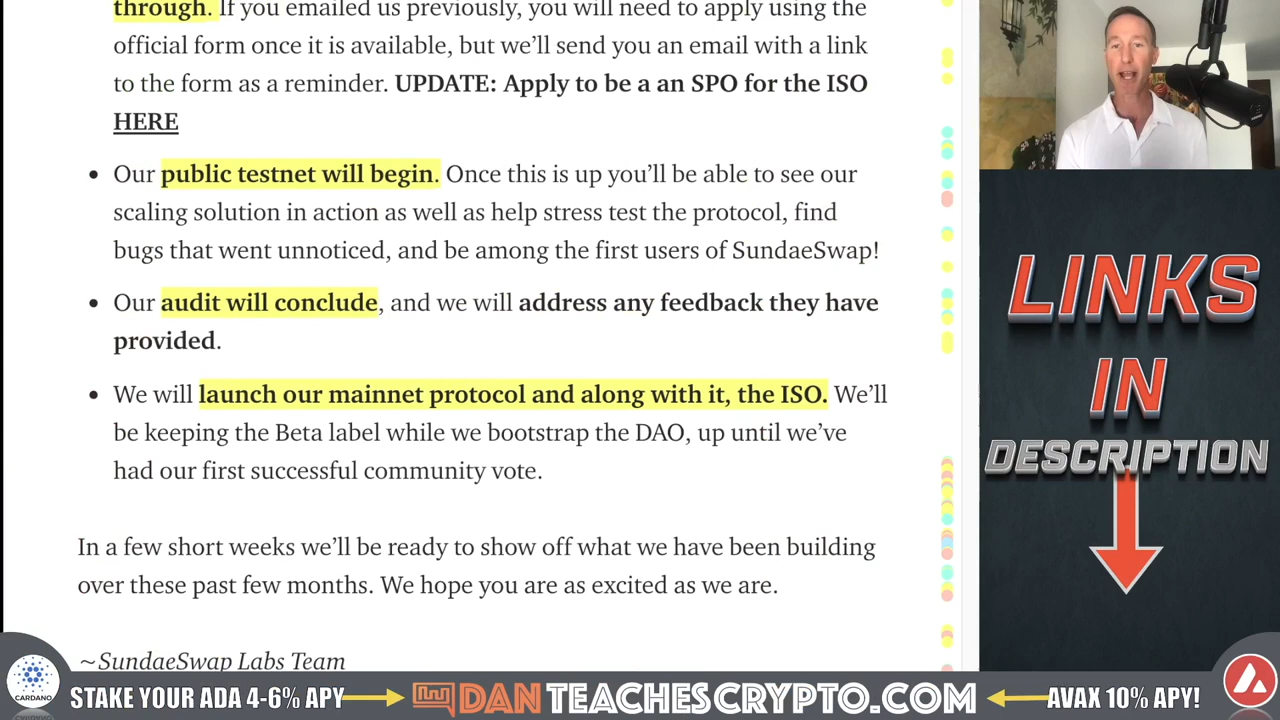 through. If you emailed us previously, you will need to apply using the
official form once it is available, but we’ll send you an email with a link
to the form as a reminder. UPDATE: Apply to be a an SPO for the ISO
HERE
• Our public testnet will begin. Once this is up you’ll be able to see our
scaling solution in action as well as help stress test the protocol, find
bugs that went unnoticed, and be among the first users of SundaeSwap!
• Our audit will conclude, and we will address any feedback they have
provided.
• We will launch our mainnet protocol and along with it, the ISO. We’ll
be keeping the Beta label while we bootstrap the DAO, up until we’ve
had our first successful community vote.
In a few short weeks we’ll be ready to show off what we have been building
over these past few months. We hope you are as excited as we are.
~SundaeSwap Labs Team
LINKS
IN
DESCRIPTION
CARDANO
STAKE YOUR ADA 4-6% APY
DANTEACHESCRYPTO.COM
AVAX 10% APY!